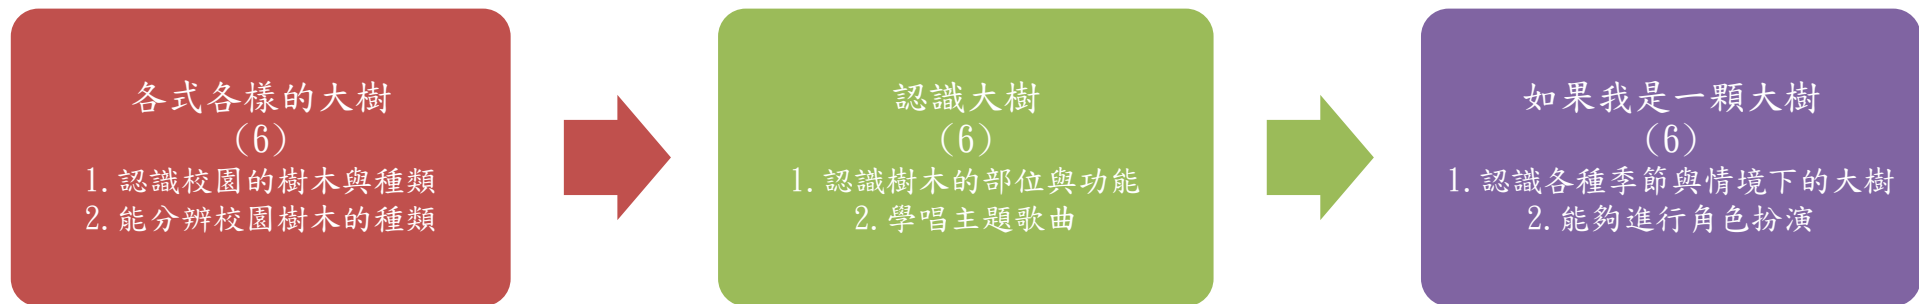 各式各樣的大樹
(6)
1.認識校園的樹木與種類
2.能分辨校園樹木的種類
認識大樹
(6)
1.認識樹木的部位與功能
2.學唱主題歌曲
如果我是一顆大樹
(6)
1.認識各種季節與情境下的大樹
2.能夠進行角色扮演